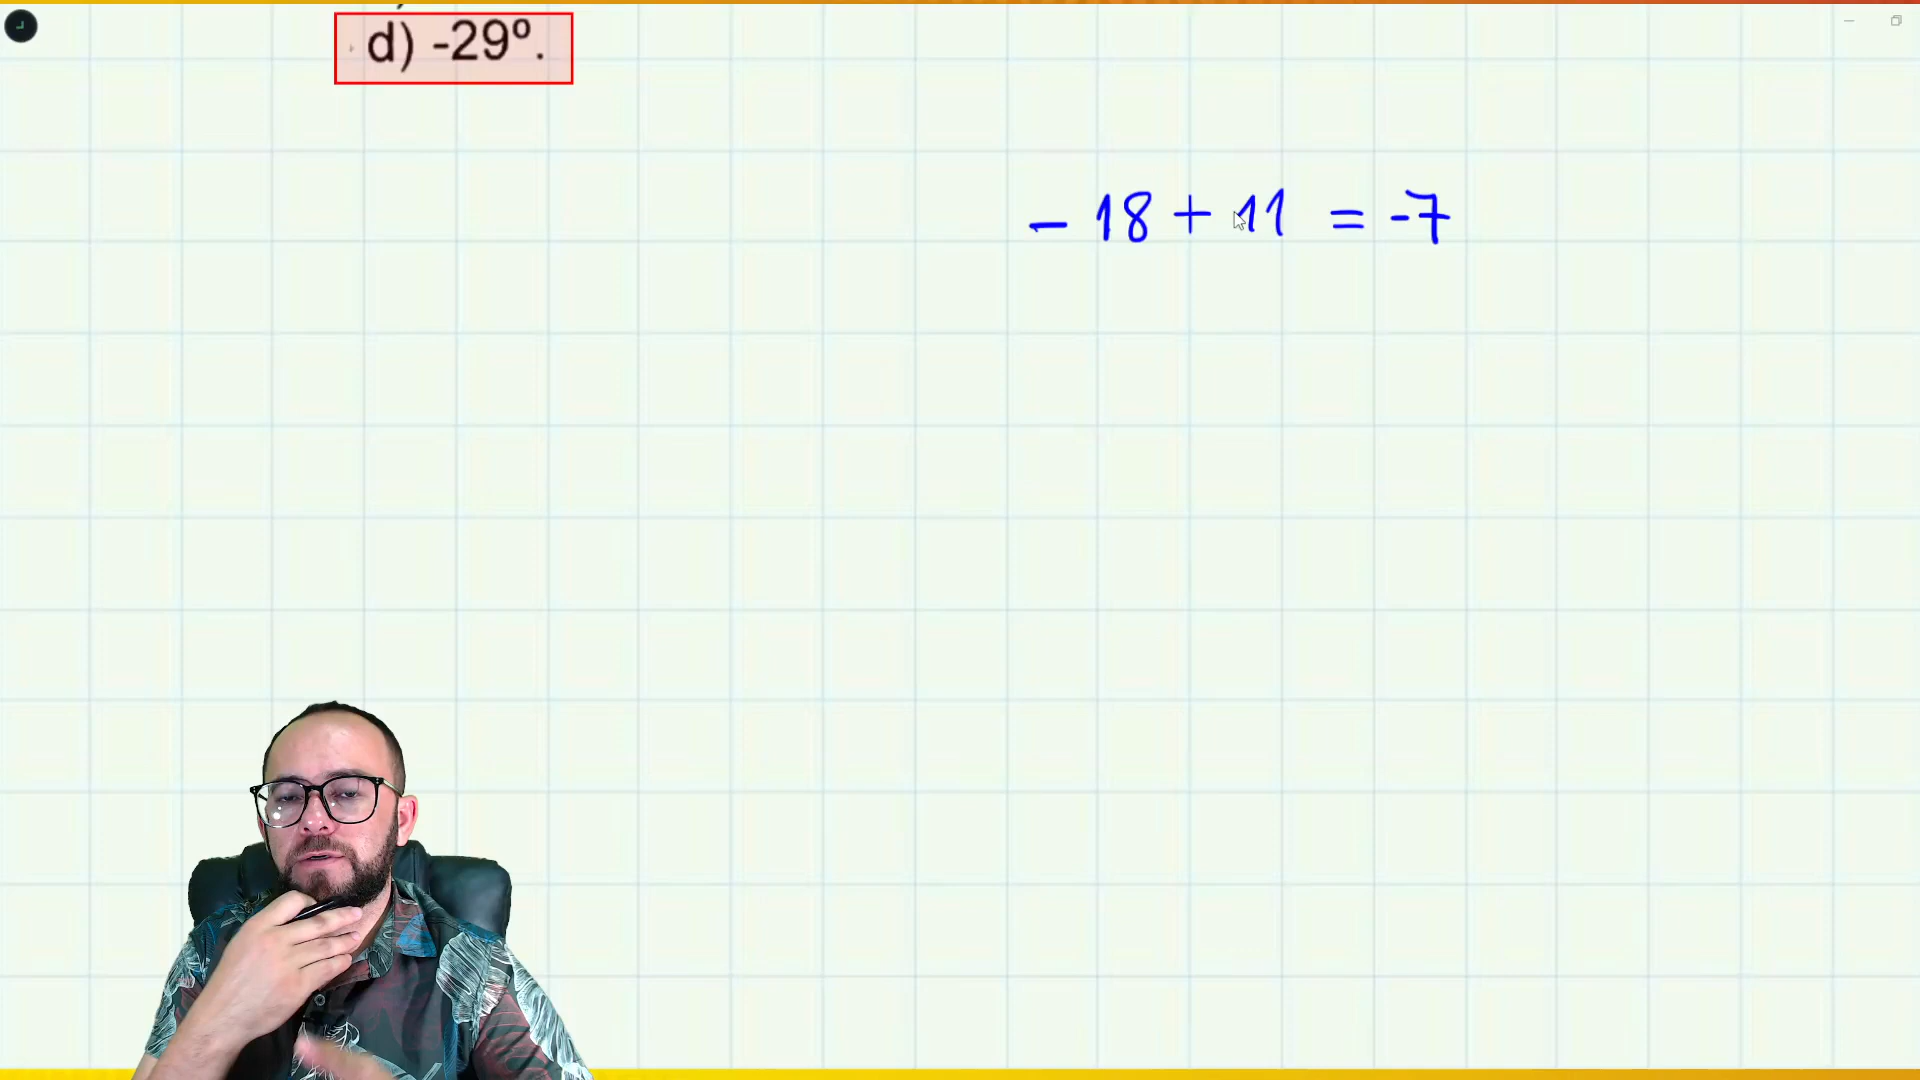 d) -29º.
- 18 + 11 = -7